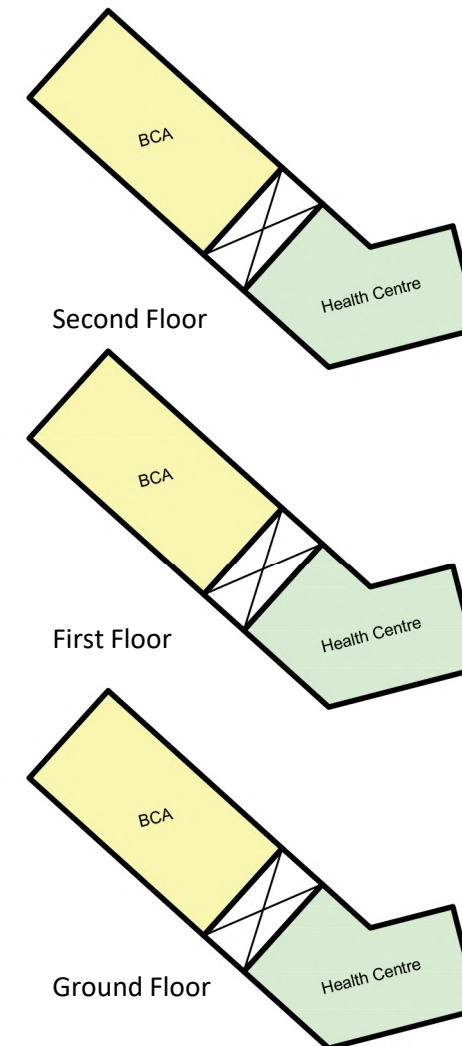 BCA
Health Centre
Second Floor
BCA
Health Centre
First Floor
BCA
Health Centre
Ground Floor